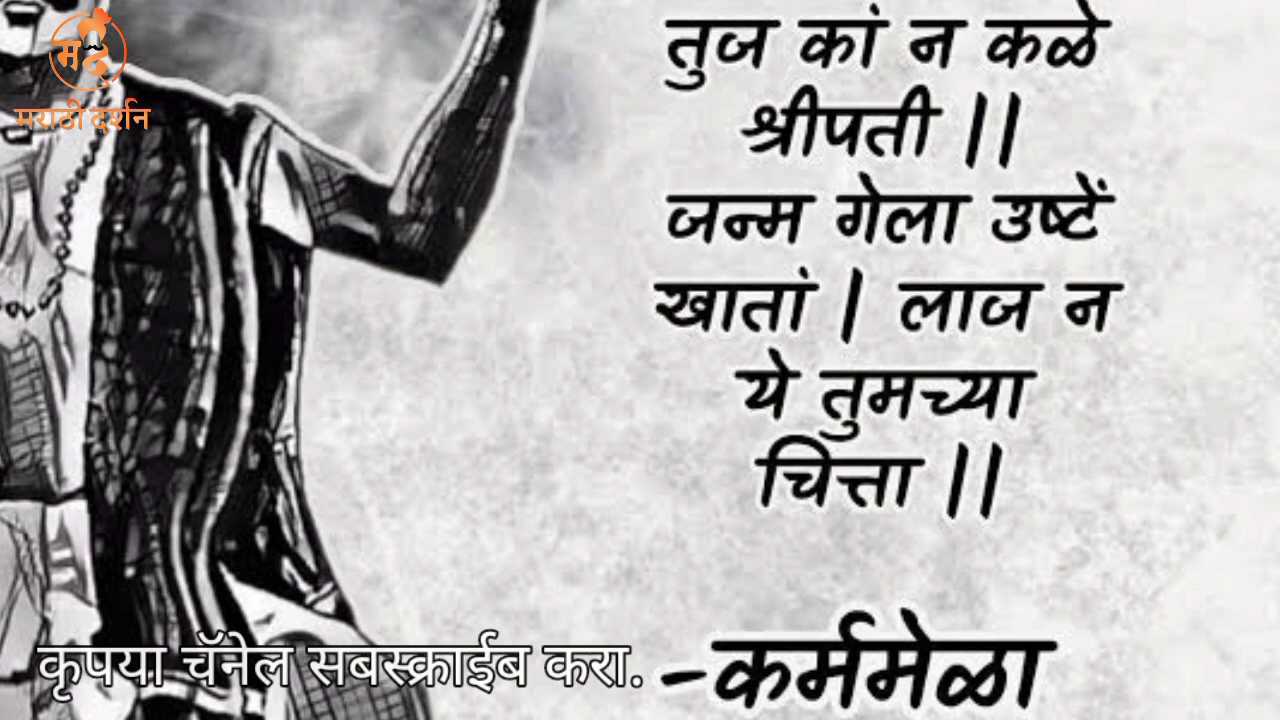 मराठी दर्शन
तुज कां न कळे
श्रीपती ||
जन्म गेला उष्टें
खातां | लाज न
ये तुमच्या
चित्ता ||
-कर्ममेळा
कृपया चॅनेल सबस्क्राईब करा.